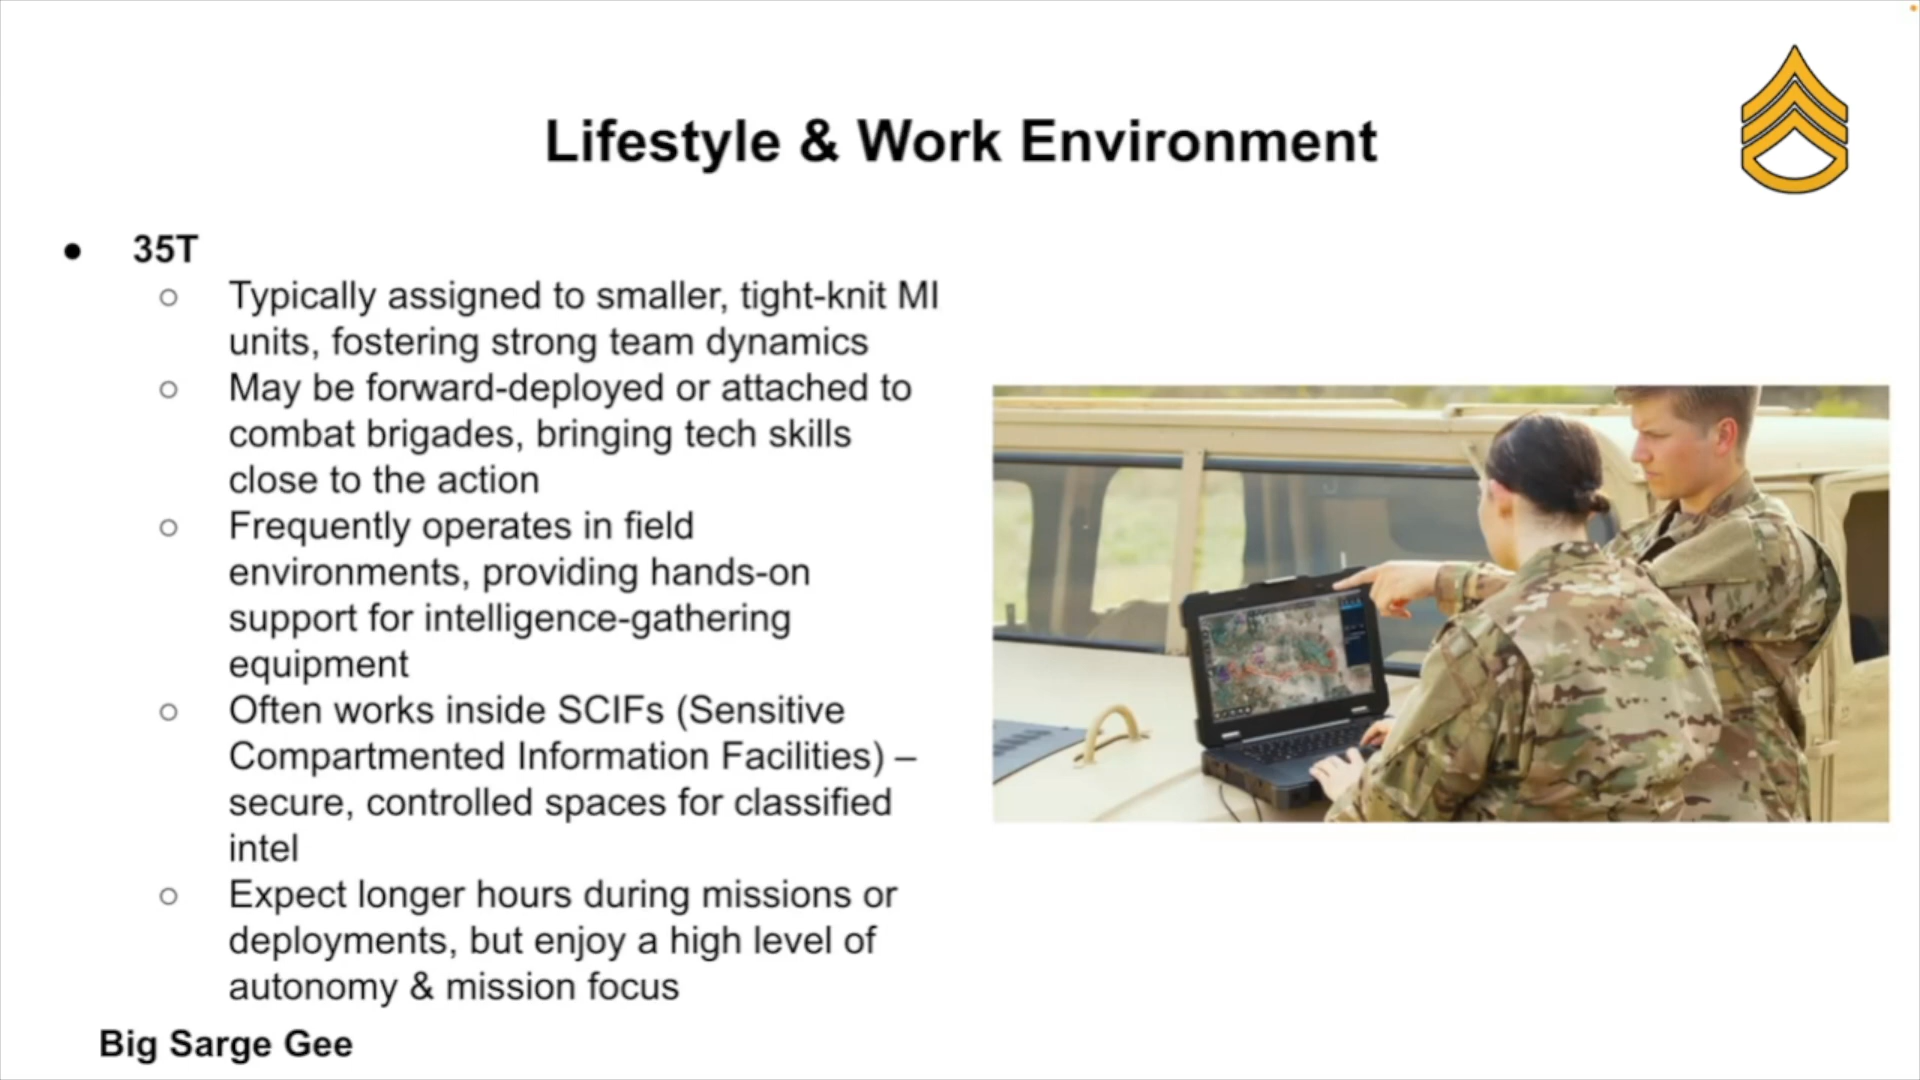 Lifestyle & Work Environment
● 35T
○ Typically assigned to smaller, tight-knit MI
units, fostering strong team dynamics
○ May be forward-deployed or attached to
combat brigades, bringing tech skills
close to the action
○ Frequently operates in field
environments, providing hands-on
support for intelligence-gathering
equipment
○ Often works inside SCIFs (Sensitive
Compartmented Information Facilities) –
secure, controlled spaces for classified
intel
○ Expect longer hours during missions or
deployments, but enjoy a high level of
autonomy & mission focus
Big Sarge Gee